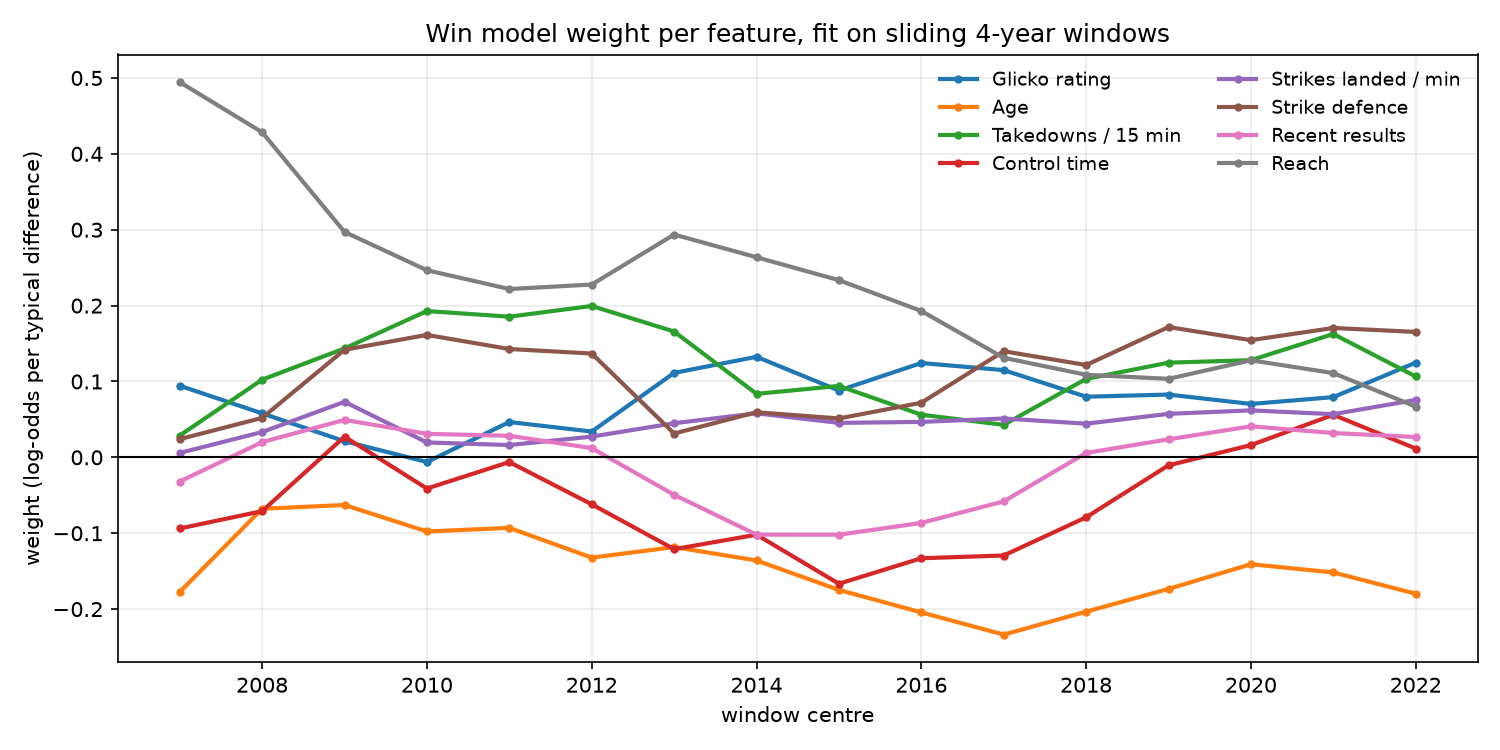 Win model weight per feature, fit on sliding 4-year windows
Glicko rating
Age
Takedowns / 15 min
Control time
Strikes landed / min
Strike defence
Recent results
Reach
weight (log-odds per typical difference)
0.5
0.4
0.3
0.2
0.1
0.0
−0.1
−0.2
2008 2010 2012 2014 2016 2018 2020 2022
window centre